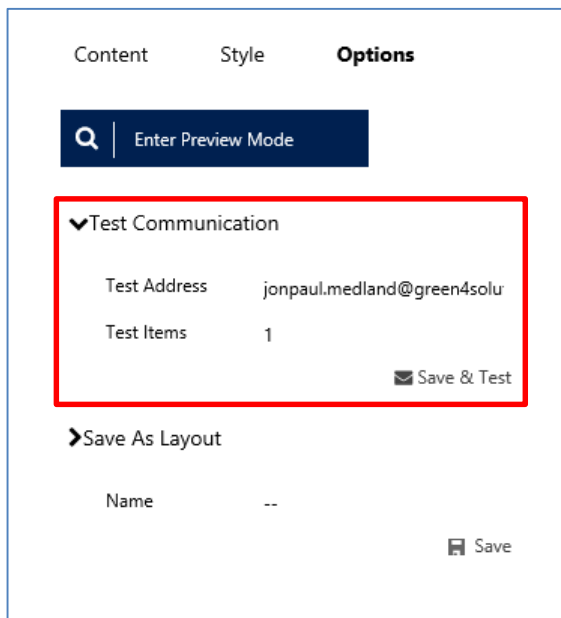 Content Style Options
Enter Preview Mode
Test Communication
Test Address jonpaul.medland@green4solu
Test Items 1
Save & Test
Save As Layout
Name --
Save